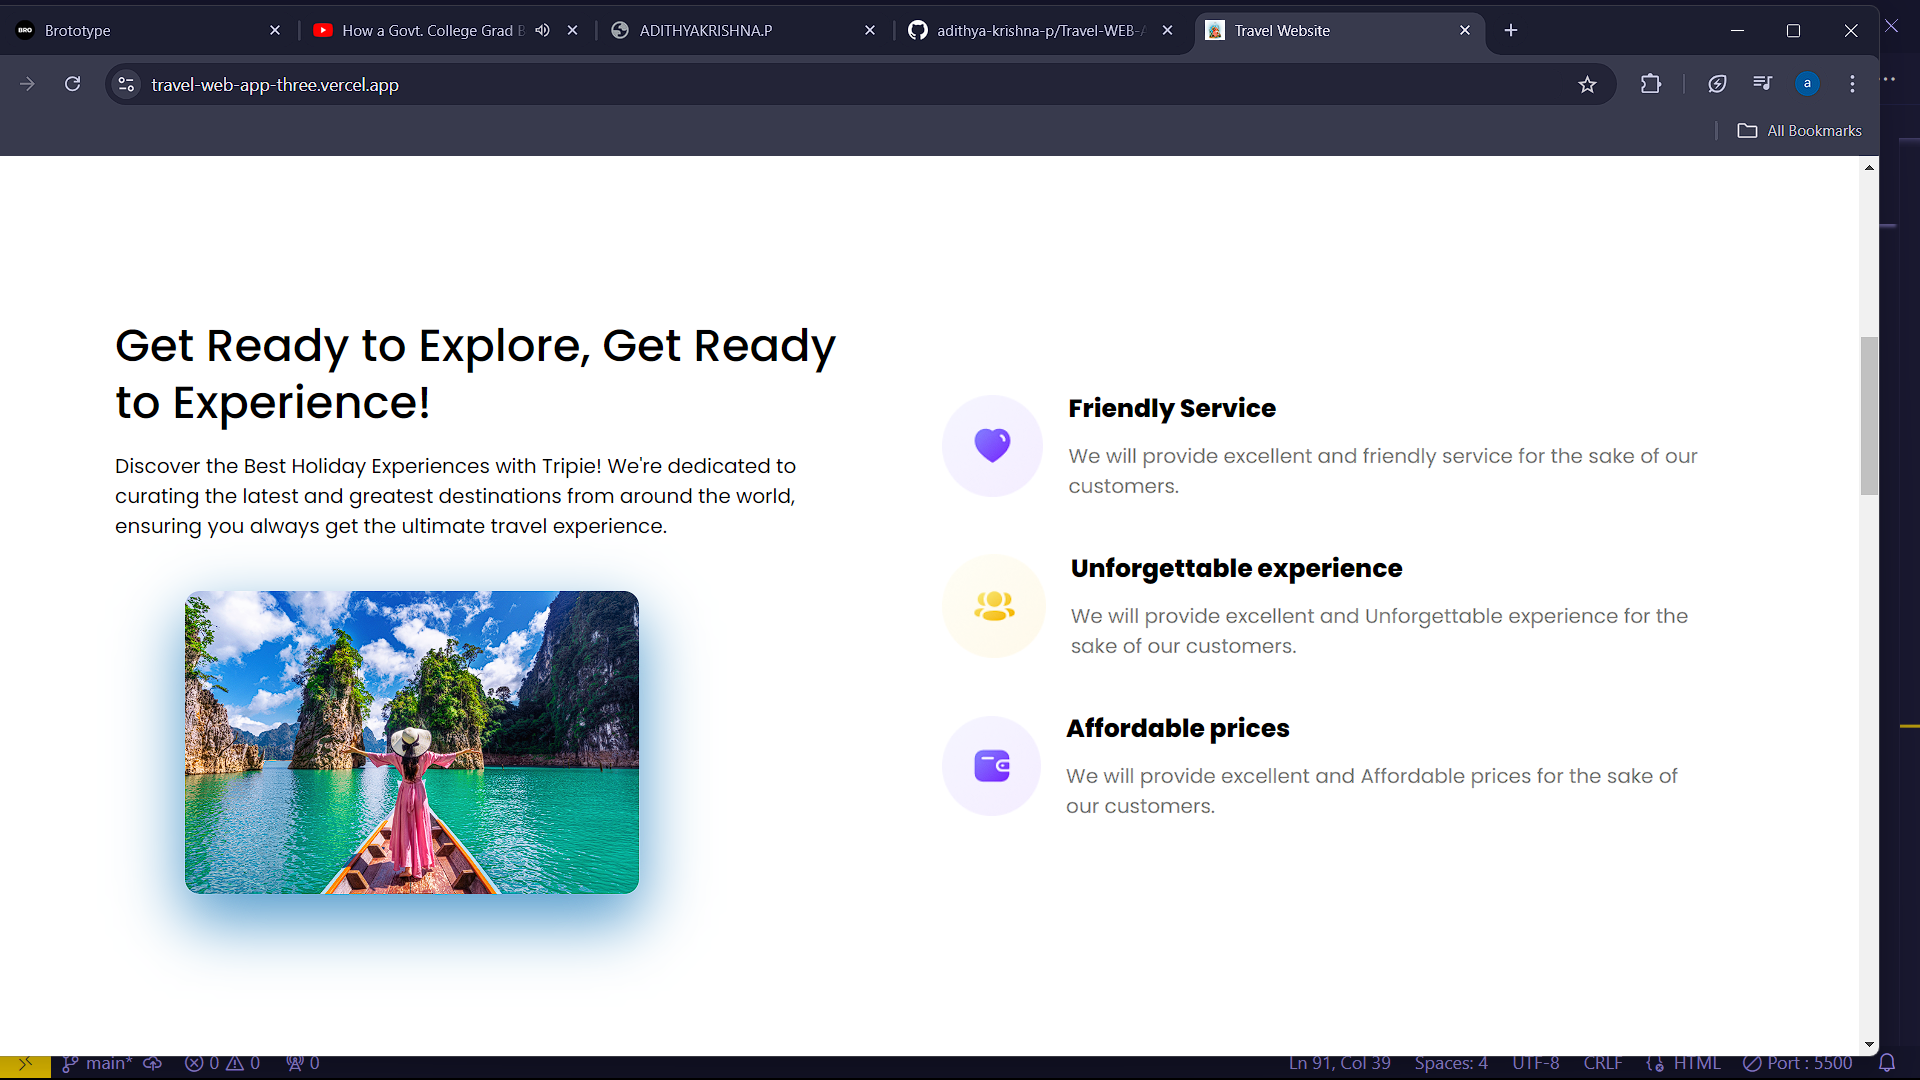 BRO
Brototype
How a Govt. College Grad B
ADITHYAKRISHNA.P
adithya-krishna-p/Travel-WEB-A
Travel Website
travel-web-app-three.vercel.app
a
All Bookmarks
Get Ready to Explore, Get Ready
to Experience!
Discover the Best Holiday Experiences with Tripie! We're dedicated to
curating the latest and greatest destinations from around the world,
ensuring you always get the ultimate travel experience.
Friendly Service
We will provide excellent and friendly service for the sake of our
customers.
Unforgettable experience
We will provide excellent and Unforgettable experience for the
sake of our customers.
Affordable prices
We will provide excellent and Affordable prices for the sake of
our customers.
main* 0 0 0 Ln 91, Col 39 Spaces: 4 UTF-8 CRLF HTML Port : 5500